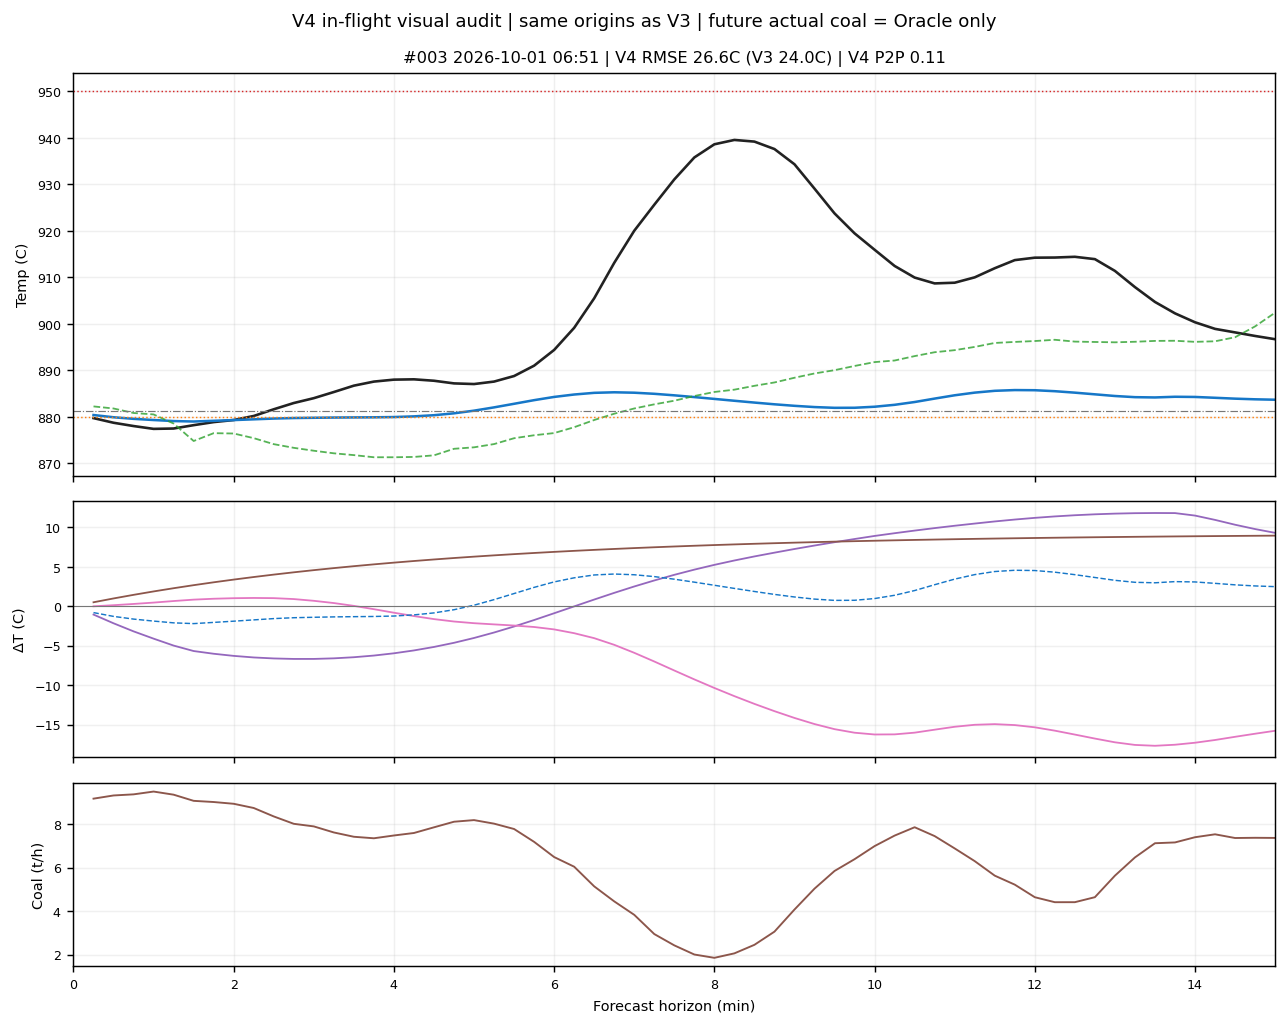 V4 in-flight visual audit | same origins as V3 | future actual coal = Oracle only
#003 2026-10-01 06:51 | V4 RMSE 26.6C (V3 24.0C) | V4 P2P 0.11
950
940
930
920
910
900
890
880
870
Temp (C)
10
5
0
−5
−10
−15
ΔT (C)
8
6
4
2
Coal (t/h)
0 2 4 6 8 10 12 14
Forecast horizon (min)